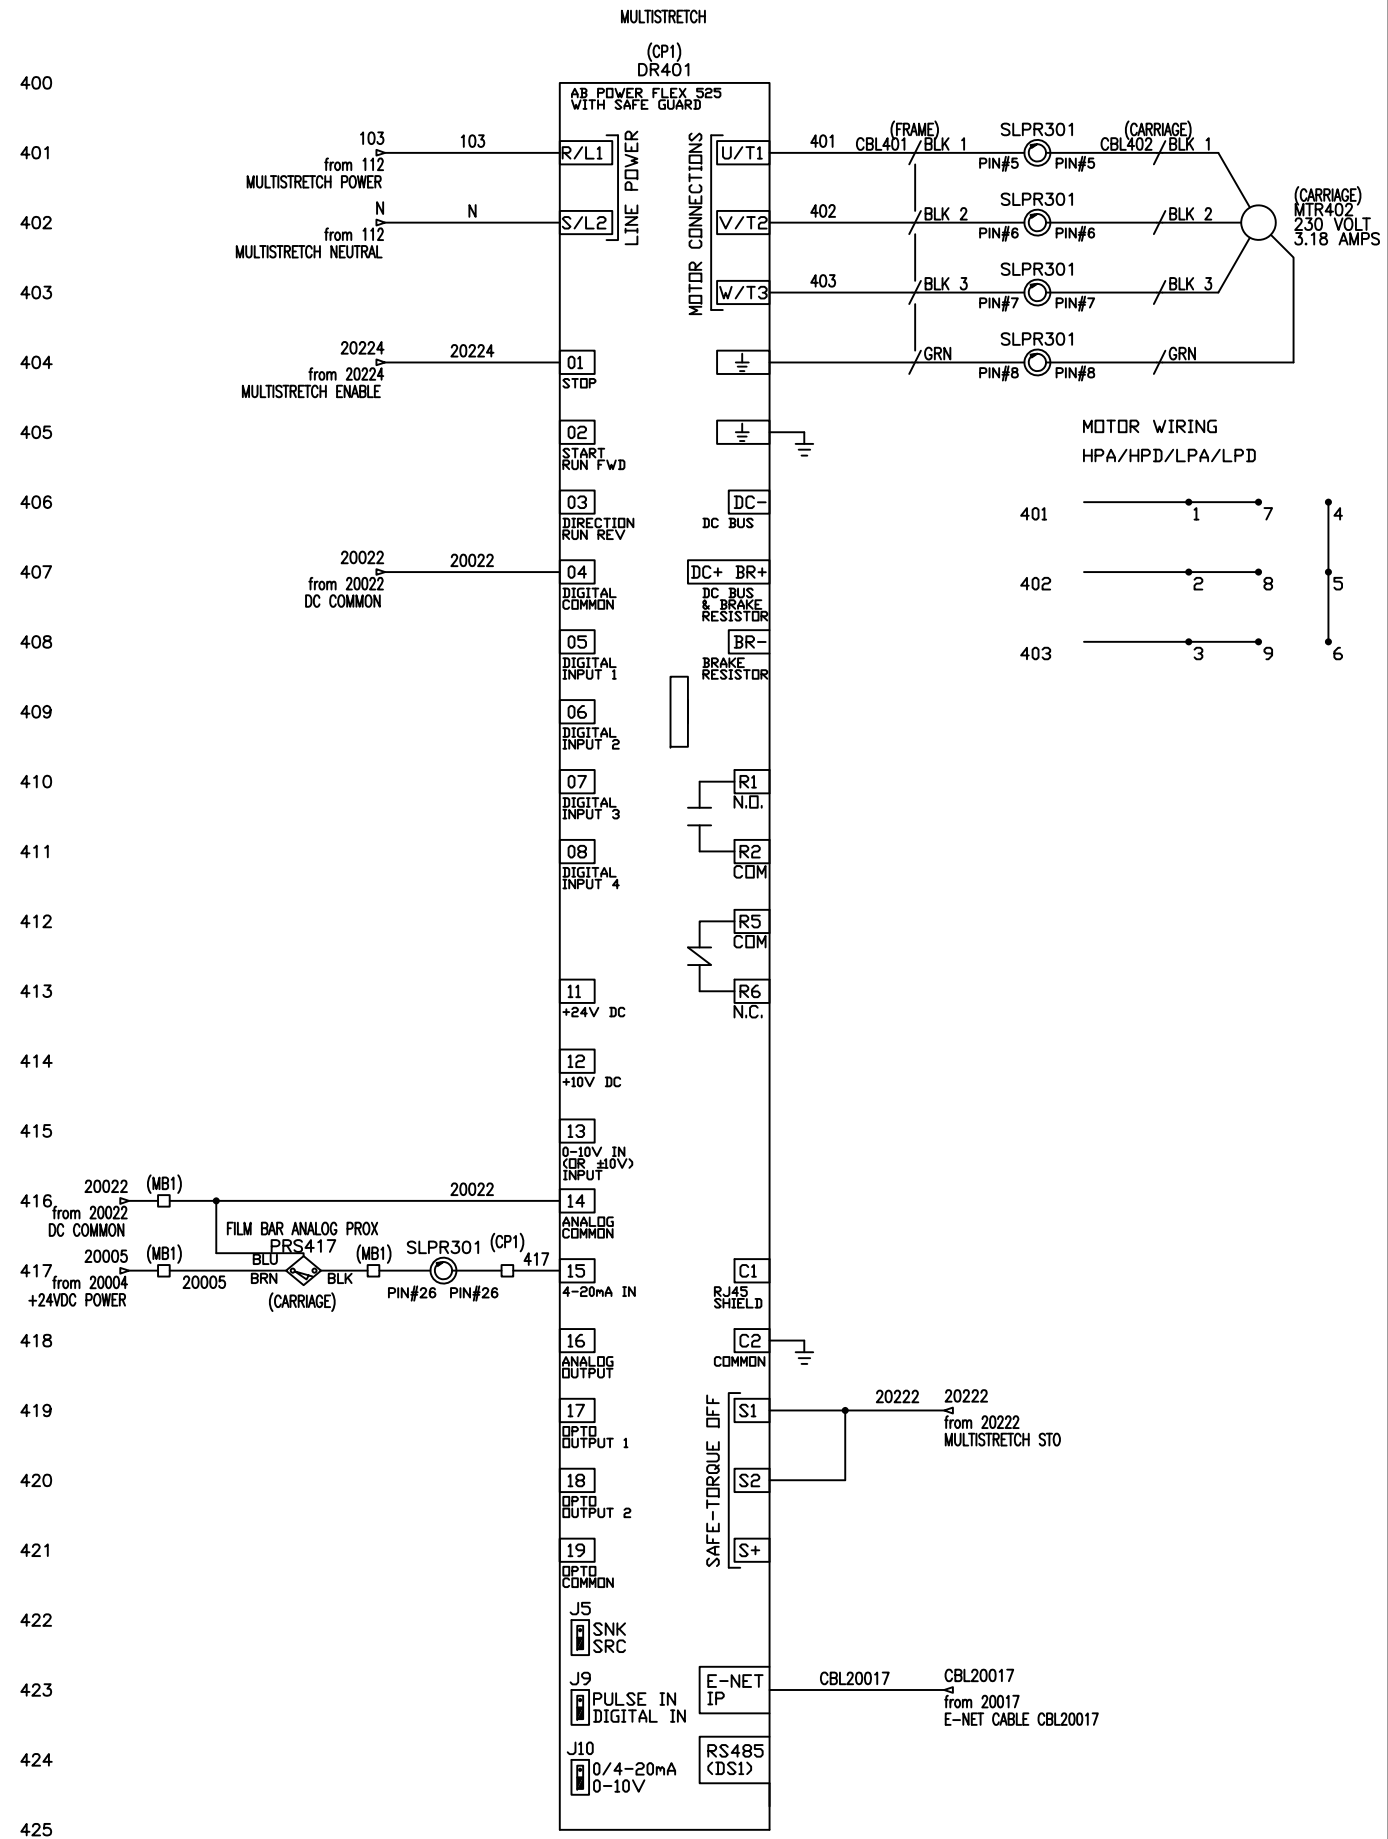 MULTISTRETCH
(CP1)
DR401
400
AB POWER FLEX 525
WITH SAFE GUARD
401
103
from 112
MULTISTRETCH POWER
103
R/L1
LINE POWER
MOTOR CONNECTIONS
U/T1
401
(FRAME)
CBL401
BLK 1
SLPR301
PIN#5
PIN#5
(CARRIAGE)
CBL402
BLK 1
402
N
from 112
MULTISTRETCH NEUTRAL
N
S/L2
V/T2
402
BLK 2
SLPR301
PIN#6
PIN#6
BLK 2
(CARRIAGE)
MTR402
230 VOLT
3.18 AMPS
403
W/T3
403
BLK 3
SLPR301
PIN#7
PIN#7
BLK 3
404
20224
from 20224
MULTISTRETCH ENABLE
20224
01
STOP
GRN
SLPR301
PIN#8
PIN#8
GRN
405
02
START
RUN FWD
MOTOR WIRING
HPA/HPD/LPA/LPD
406
03
DIRECTION
RUN REV
DC-
DC BUS
401
1
7
4
407
20022
from 20022
DC COMMON
20022
04
DIGITAL
COMMON
DC+ BR+
DC BUS
& BRAKE
RESISTOR
402
2
8
5
408
05
DIGITAL
INPUT 1
BR-
BRAKE
RESISTOR
403
3
9
6
409
06
DIGITAL
INPUT 2
410
07
DIGITAL
INPUT 3
R1
N.O.
411
08
DIGITAL
INPUT 4
R2
COM
412
R5
COM
413
11
+24V DC
R6
N.C.
414
12
+10V DC
415
13
0-10V IN
(OR ±10V)
INPUT
416
20022
from 20022
DC COMMON
(MB1)
20022
14
ANALOG
COMMON
FILM BAR ANALOG PROX
PRS417
417
20005
from 20004
+24VDC POWER
(MB1)
20005
BLU
BRN
BLK
(CARRIAGE)
(MB1)
SLPR301
PIN#26
PIN#26
(CP1)
417
15
4-20mA IN
C1
RJ45
SHIELD
418
16
ANALOG
OUTPUT
C2
COMMON
419
17
OPTO
OUTPUT 1
SAFE-TORQUE OFF
S1
20222
20222
from 20222
MULTISTRETCH STO
420
18
OPTO
OUTPUT 2
S2
421
19
OPTO
COMMON
S+
422
J5
SNK
SRC
423
J9
PULSE IN
DIGITAL IN
E-NET
IP
CBL20017
CBL20017
from 20017
E-NET CABLE CBL20017
424
J10
0/4-20mA
0-10V
RS485
(DS1)
425